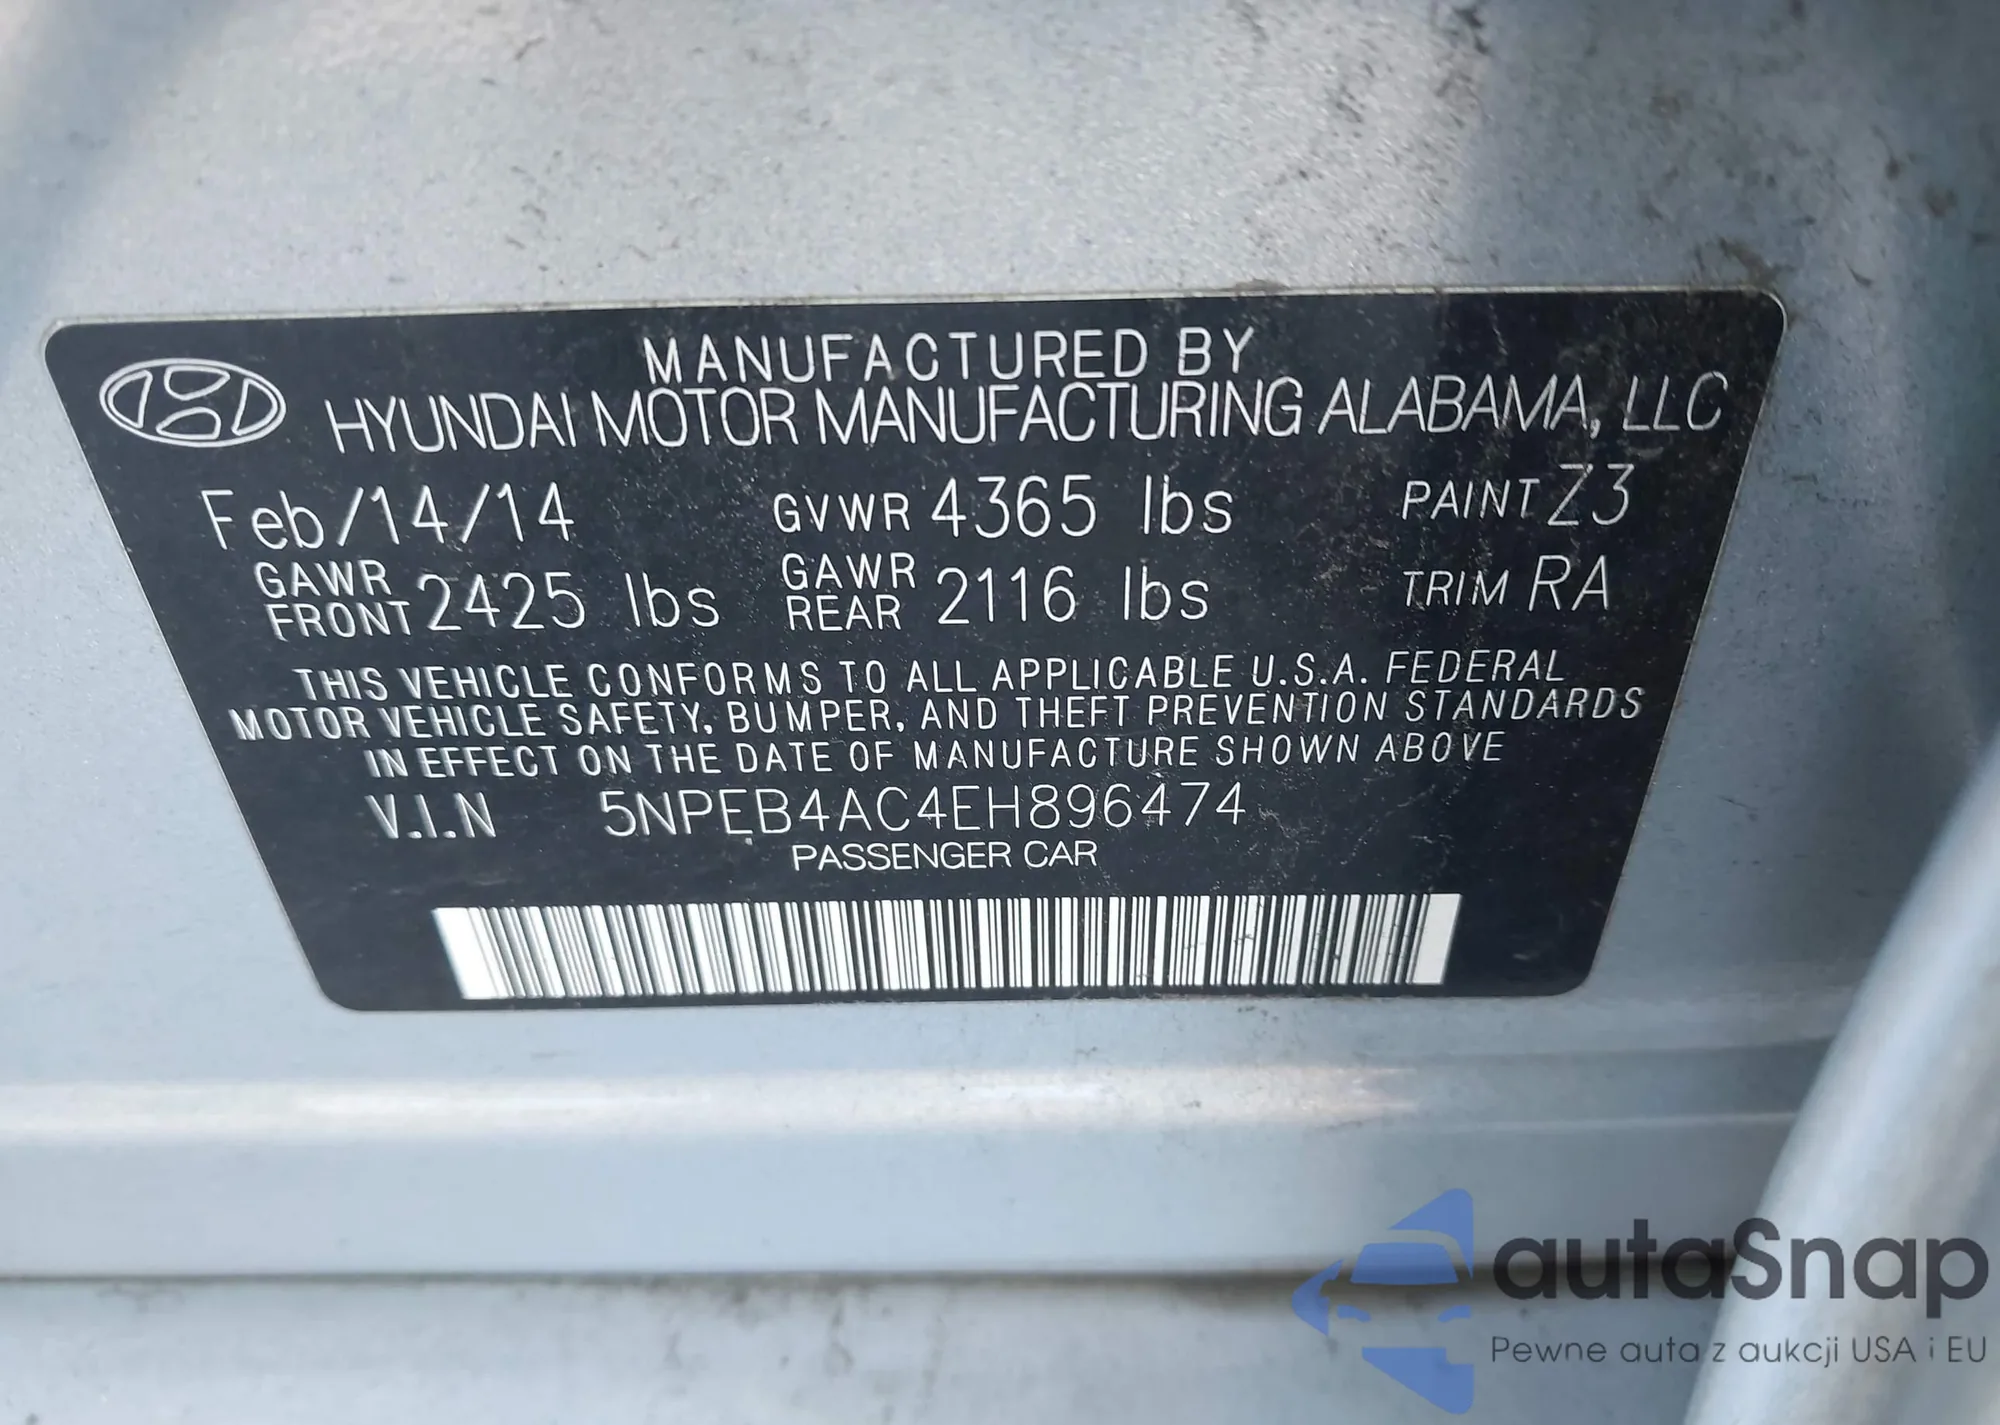 MANUFACTURED BY
HYUNDAI MOTOR MANUFACTURING ALABAMA, LLC
Feb/14/14 GVWR 4365 lbs PAINT Z3
GAWR FRONT 2425 lbs GAWR REAR 2116 lbs TRIM RA
THIS VEHICLE CONFORMS TO ALL APPLICABLE U.S.A. FEDERAL
MOTOR VEHICLE SAFETY, BUMPER, AND THEFT PREVENTION STANDARDS
IN EFFECT ON THE DATE OF MANUFACTURE SHOWN ABOVE
V.I.N 5NPEB4AC4EH896474
PASSENGER CAR
autaSnap
Pewne auta z aukcji USA i EU